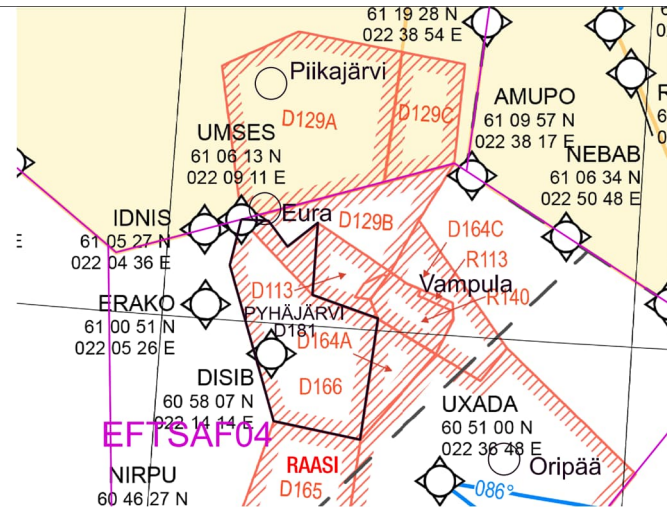 61 19 28 N
022 38 54 E
Piikajärvi
D129A
D129C
AMUPO
61 09 57 N
022 38 17 E
UMSES
61 06 13 N
022 09 11 E
NEBAB
61 06 34 N
022 50 48 E
IDNIS
61 05 27 N
022 04 36 E
Eura
D129B
D164C
R113
E
D113
Vampula
R140
ERAKO
61 00 51 N
022 05 26 E
PYHÄJÄRVI
D181
D164A
DISIB
60 58 07 N
022 14 14 E
D166
EFTSAF04
UXADA
60 51 00 N
022 36 48 E
RAASI
D165
Oripää
NIRPU
60 46 27 N
086°